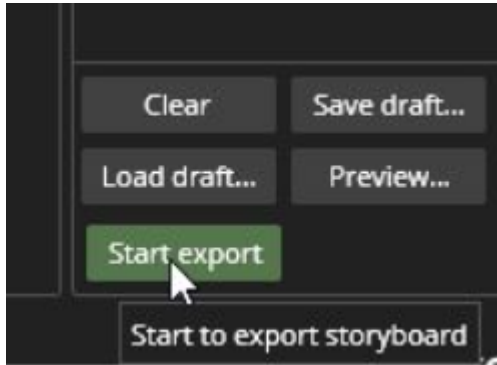 Clear Save draft...
Load draft... Preview...
Start export
Start to export storyboard